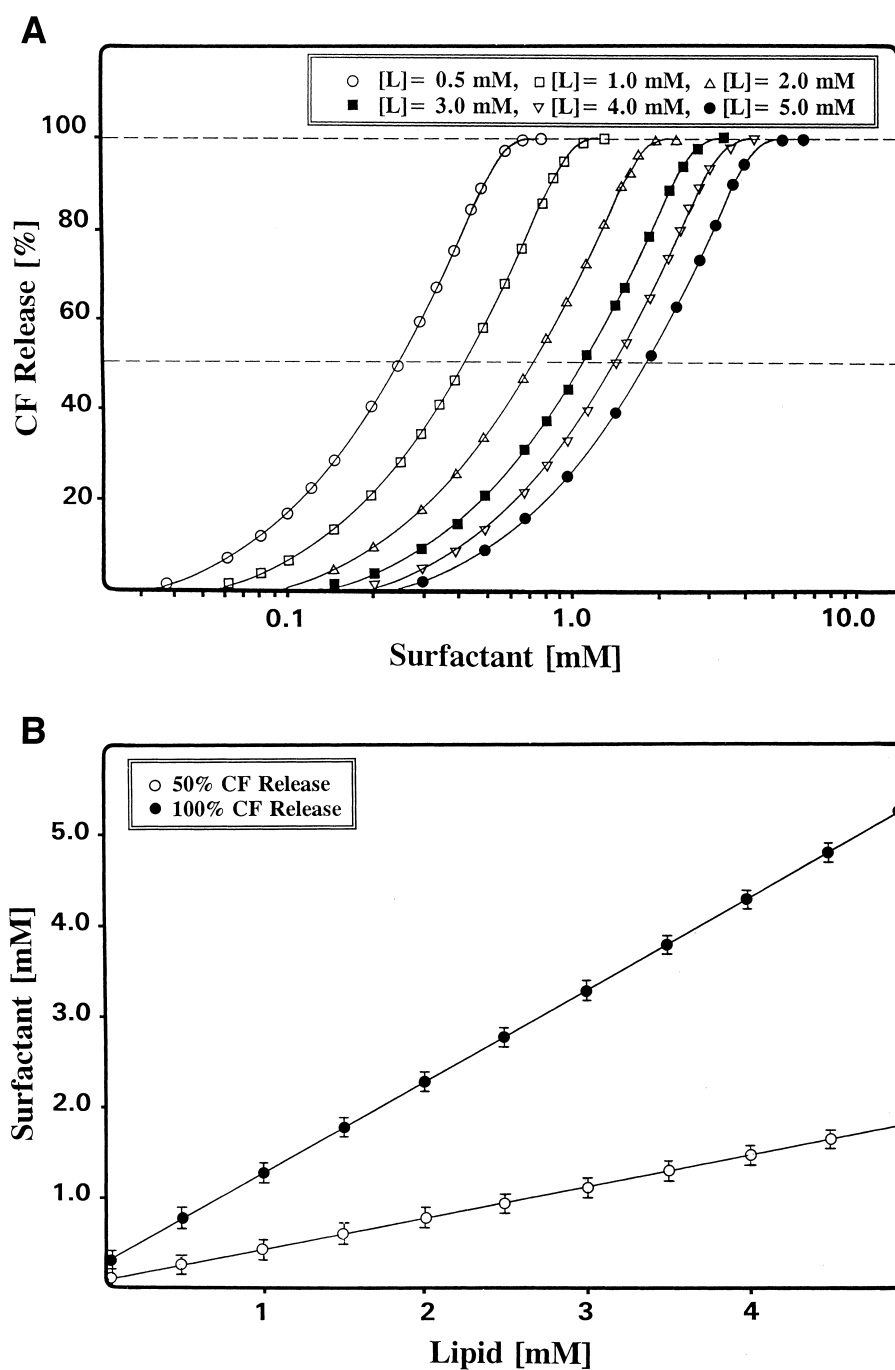 A
○ [L]= 0.5 mM, □ [L]= 1.0 mM, △ [L]= 2.0 mM
■ [L]= 3.0 mM, ▽ [L]= 4.0 mM, ● [L]= 5.0 mM
100
80
60
40
20
CF Release [%]
0.1 1.0 10.0
Surfactant [mM]
B
○ 50% CF Release
● 100% CF Release
5.0
4.0
3.0
2.0
1.0
Surfactant [mM]
1 2 3 4
Lipid [mM]